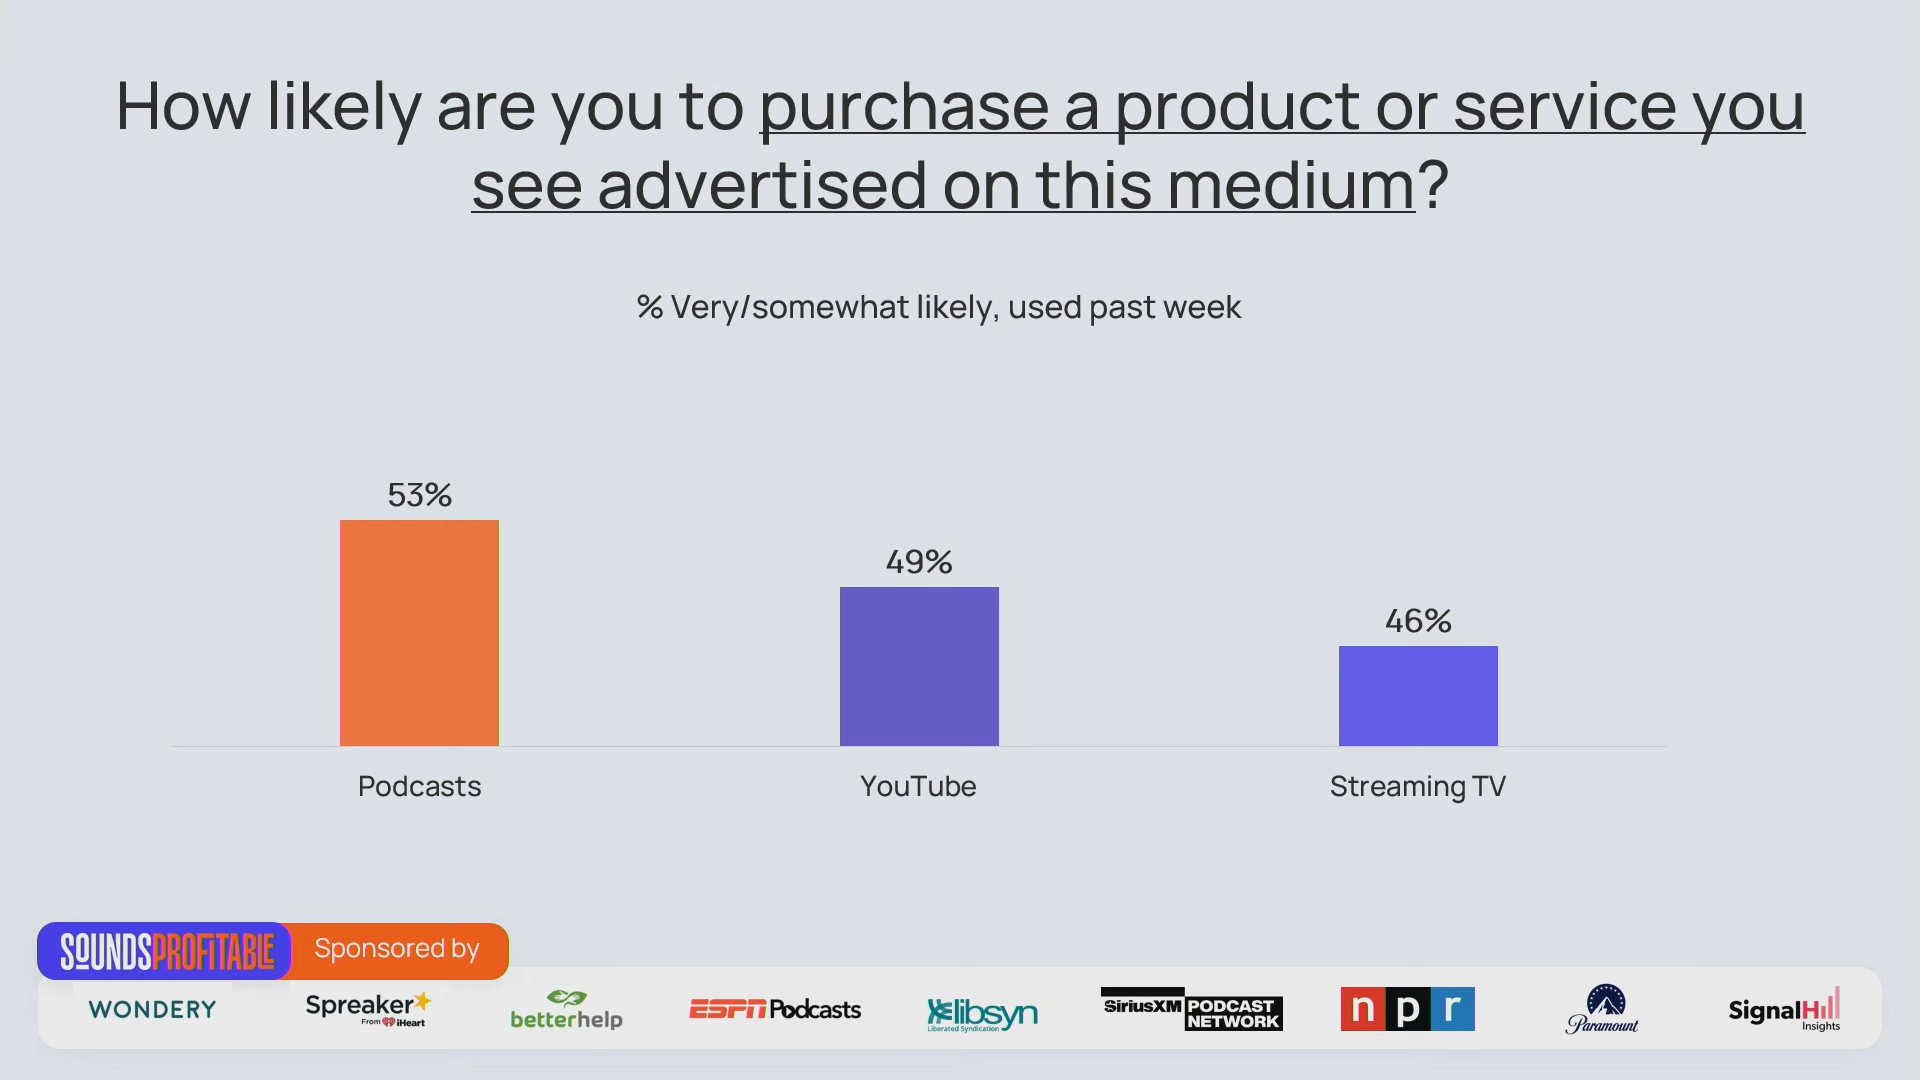 How likely are you to purchase a product or service you
see advertised on this medium?
% Very/somewhat likely, used past week
53%
49%
46%
Podcasts
YouTube
Streaming TV
SOUNDSPROFITABLE
Sponsored by
WONDERY
Spreaker
From iHeart
betterhelp
ESPN Podcasts
libsyn
Liberated Syndication
SiriusXM PODCAST
NETWORK
npr
Paramount
SignalHill
Insights